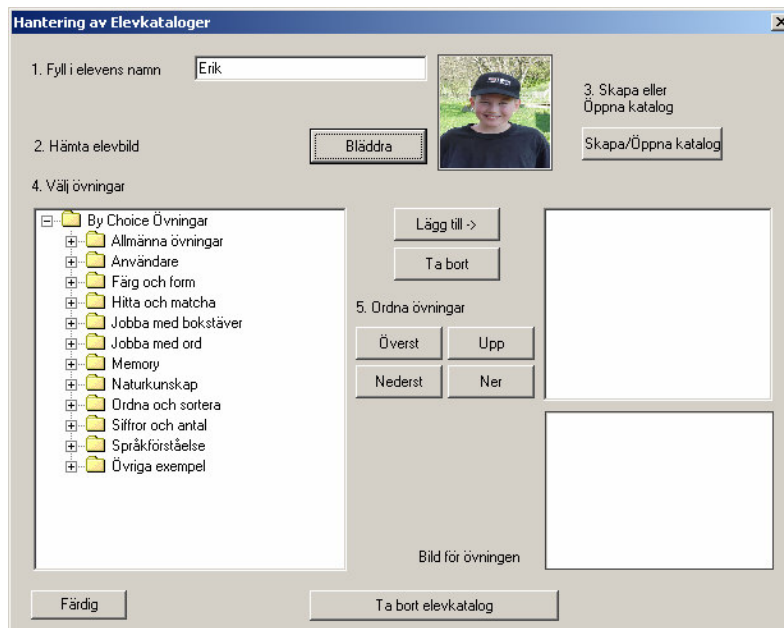 Hantering av Elevkataloger
1. Fyll i elevens namn
Erik
3. Skapa eller
Öppna katalog
2. Hämta elevbild
Bläddra
Skapa/Öppna katalog
4. Välj övningar
By Choice Övningar
Allmänna övningar
Användare
Färg och form
Hitta och matcha
Jobba med bokstäver
Jobba med ord
Memory
Naturkunskap
Ordna och sortera
Siffror och antal
Språkförståelse
Övriga exempel
Lägg till ->
Ta bort
5. Ordna övningar
Överst
Upp
Nederst
Ner
Bild för övningen
Färdig
Ta bort elevkatalog